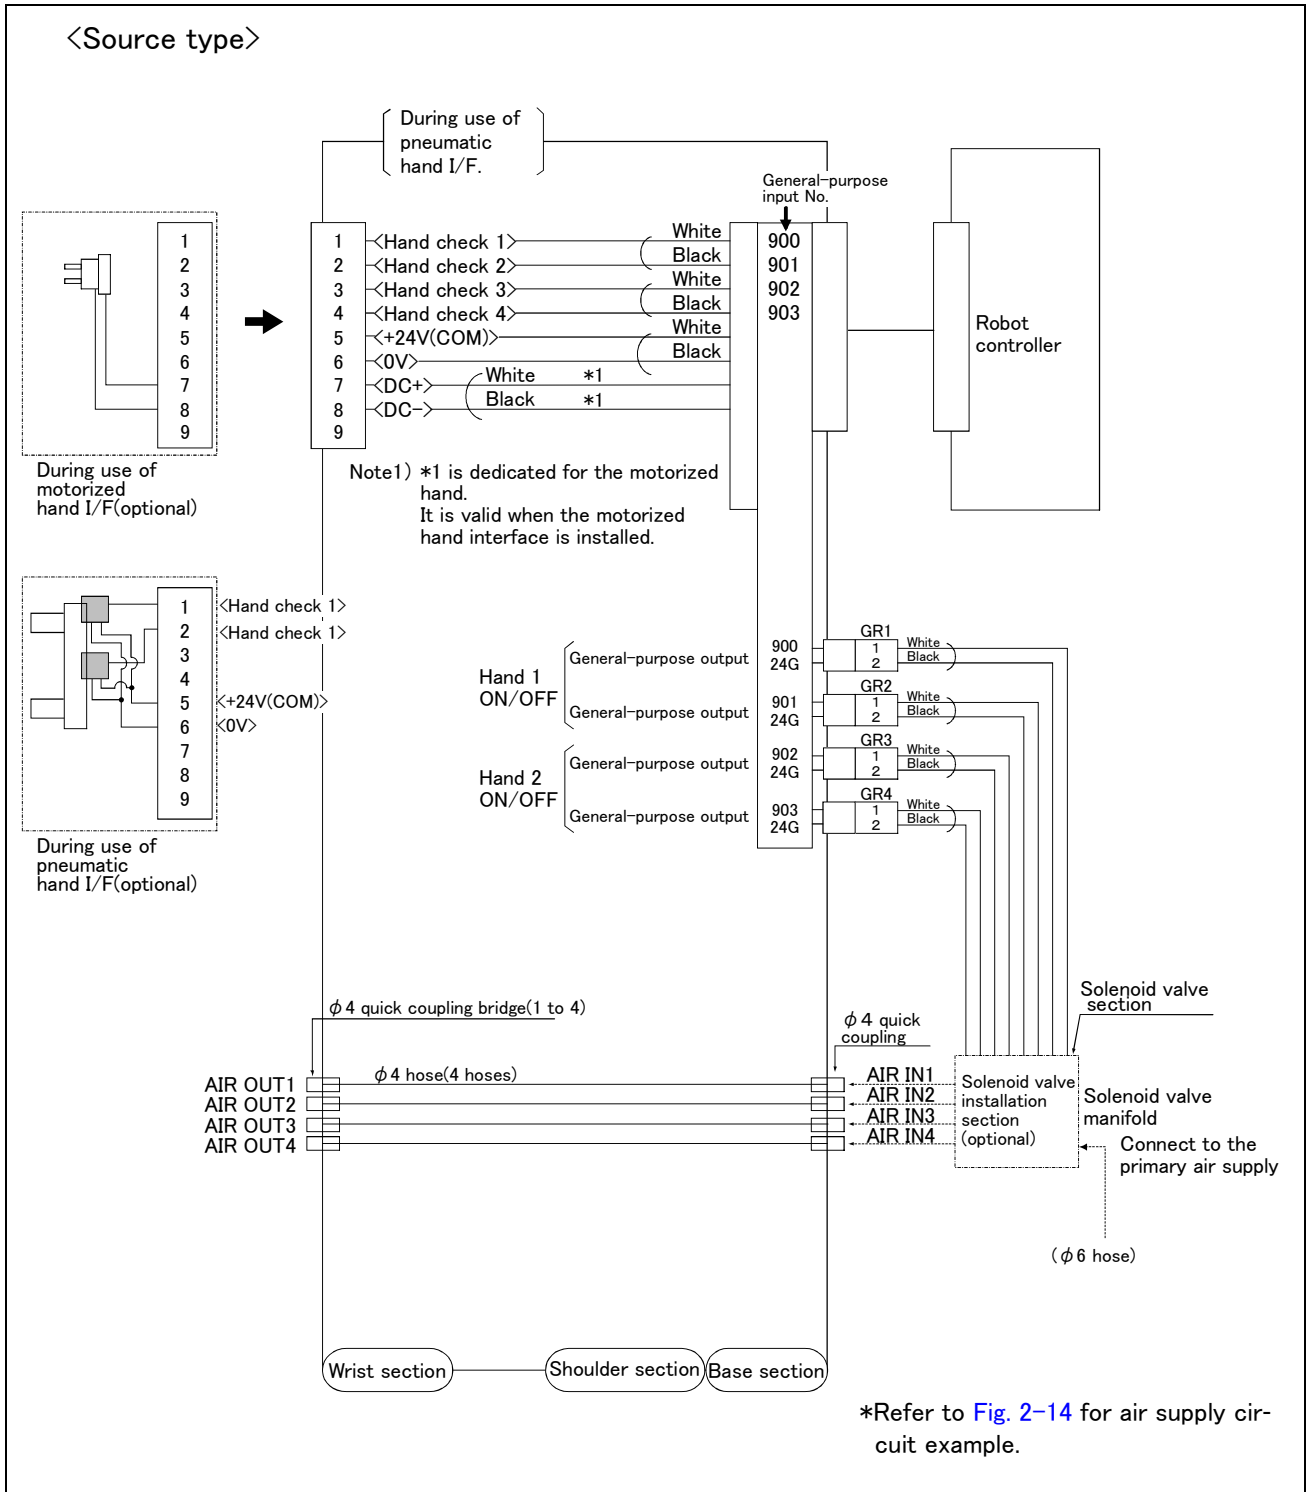 <Source type>
During use of
pneumatic
hand I/F.
General-purpose
input No.
1
2
3
4
5
6
7
8
9
During use of
motorized
hand I/F(optional)
1 <Hand check 1> White 900
2 <Hand check 2> Black 901
3 <Hand check 3> White 902
4 <Hand check 4> Black 903
5 <+24V(COM)> White
6 <0V> Black
7 <DC+> White *1
8 <DC-> Black *1
9
Robot
controller
Note1) *1 is dedicated for the motorized
hand.
It is valid when the motorized
hand interface is installed.
1 <Hand check 1>
2 <Hand check 1>
3
4
5 <+24V(COM)>
6 <0V>
7
8
9
During use of
pneumatic
hand I/F(optional)
Hand 1
ON/OFF
General-purpose output
General-purpose output
Hand 2
ON/OFF
General-purpose output
General-purpose output
900
24G
901
24G
902
24G
903
24G
GR1
1 White
2 Black
GR2
1 White
2 Black
GR3
1 White
2 Black
GR4
1 White
2 Black
Solenoid valve
section
φ4 quick coupling bridge(1 to 4)
φ4 quick
coupling
φ4 hose(4 hoses)
AIR OUT1
AIR OUT2
AIR OUT3
AIR OUT4
AIR IN1
AIR IN2
AIR IN3
AIR IN4
Solenoid valve
installation
section
(optional)
Solenoid valve
manifold
Connect to the
primary air supply
(φ6 hose)
Wrist section
Shoulder section
Base section
*Refer to Fig. 2-14 for air supply cir-
cuit example.